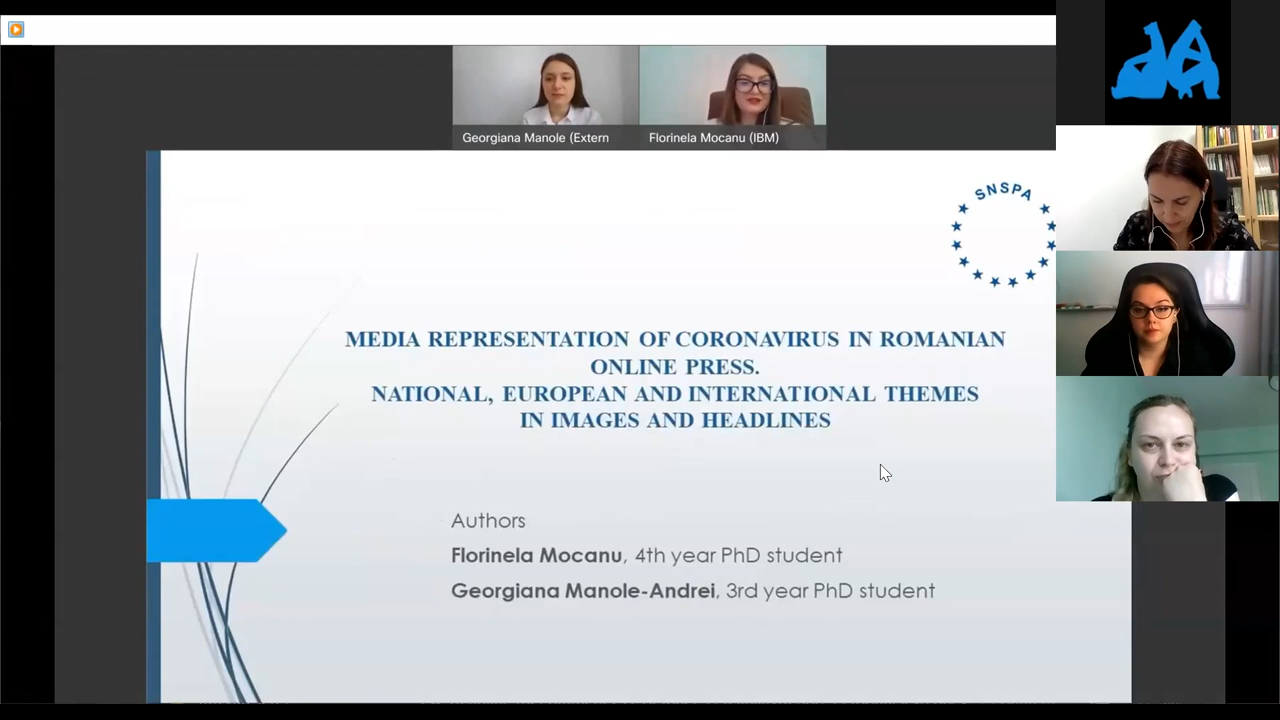 Georgiana Manole (Extern
Florinela Mocanu (IBM)
SNSPA
MEDIA REPRESENTATION OF CORONAVIRUS IN ROMANIAN
ONLINE PRESS.
NATIONAL, EUROPEAN AND INTERNATIONAL THEMES
IN IMAGES AND HEADLINES
Authors
Florinela Mocanu, 4th year PhD student
Georgiana Manole-Andrei, 3rd year PhD student